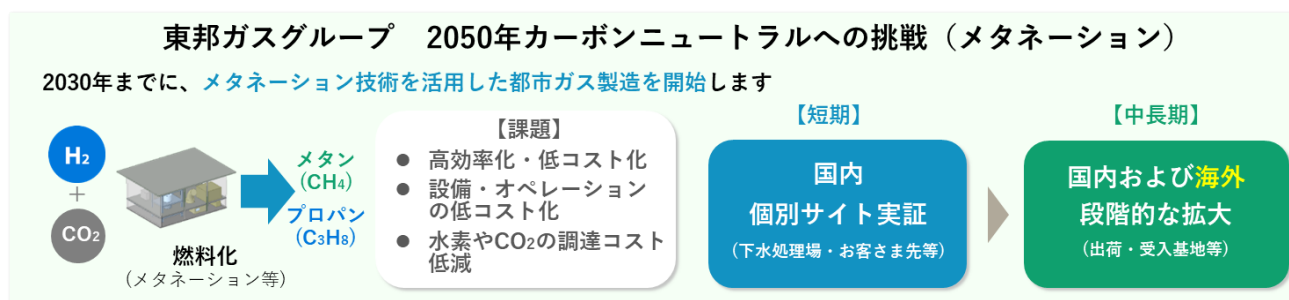 東邦ガスグループ　2050年カーボンニュートラルへの挑戦（メタネーション）
2030年までに、メタネーション技術を活用した都市ガス製造を開始します
H₂
+
CO₂
燃料化
（メタネーション等）
メタン
(CH₄)
プロパン
(C₃H₈)
【課題】
● 高効率化・低コスト化
● 設備・オペレーション
の低コスト化
● 水素やCO₂の調達コスト
低減
【短期】
国内
個別サイト実証
（下水処理場・お客さま先等）
【中長期】
国内および海外
段階的な拡大
（出荷・受入基地等）